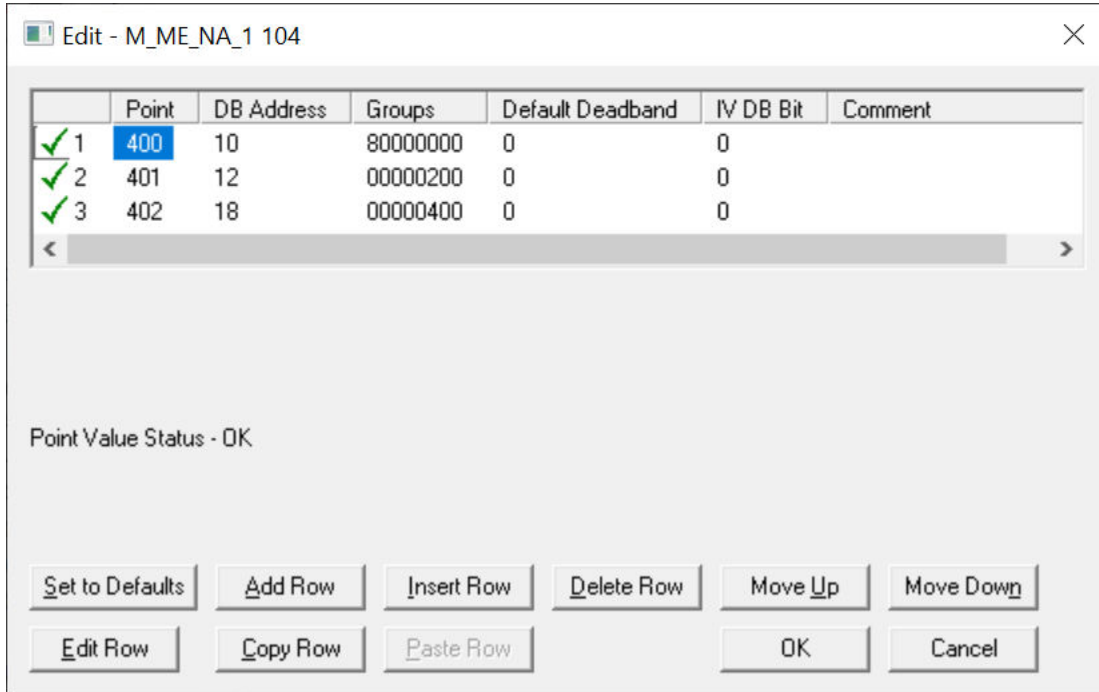 Edit - M_ME_NA_1 104
Point DB Address Groups Default Deadband IV DB Bit Comment
1 400 10 80000000 0 0
2 401 12 00000200 0 0
3 402 18 00000400 0 0
Point Value Status - OK
Set to Defaults Add Row Insert Row Delete Row Move Up Move Down
Edit Row Copy Row Paste Row OK Cancel